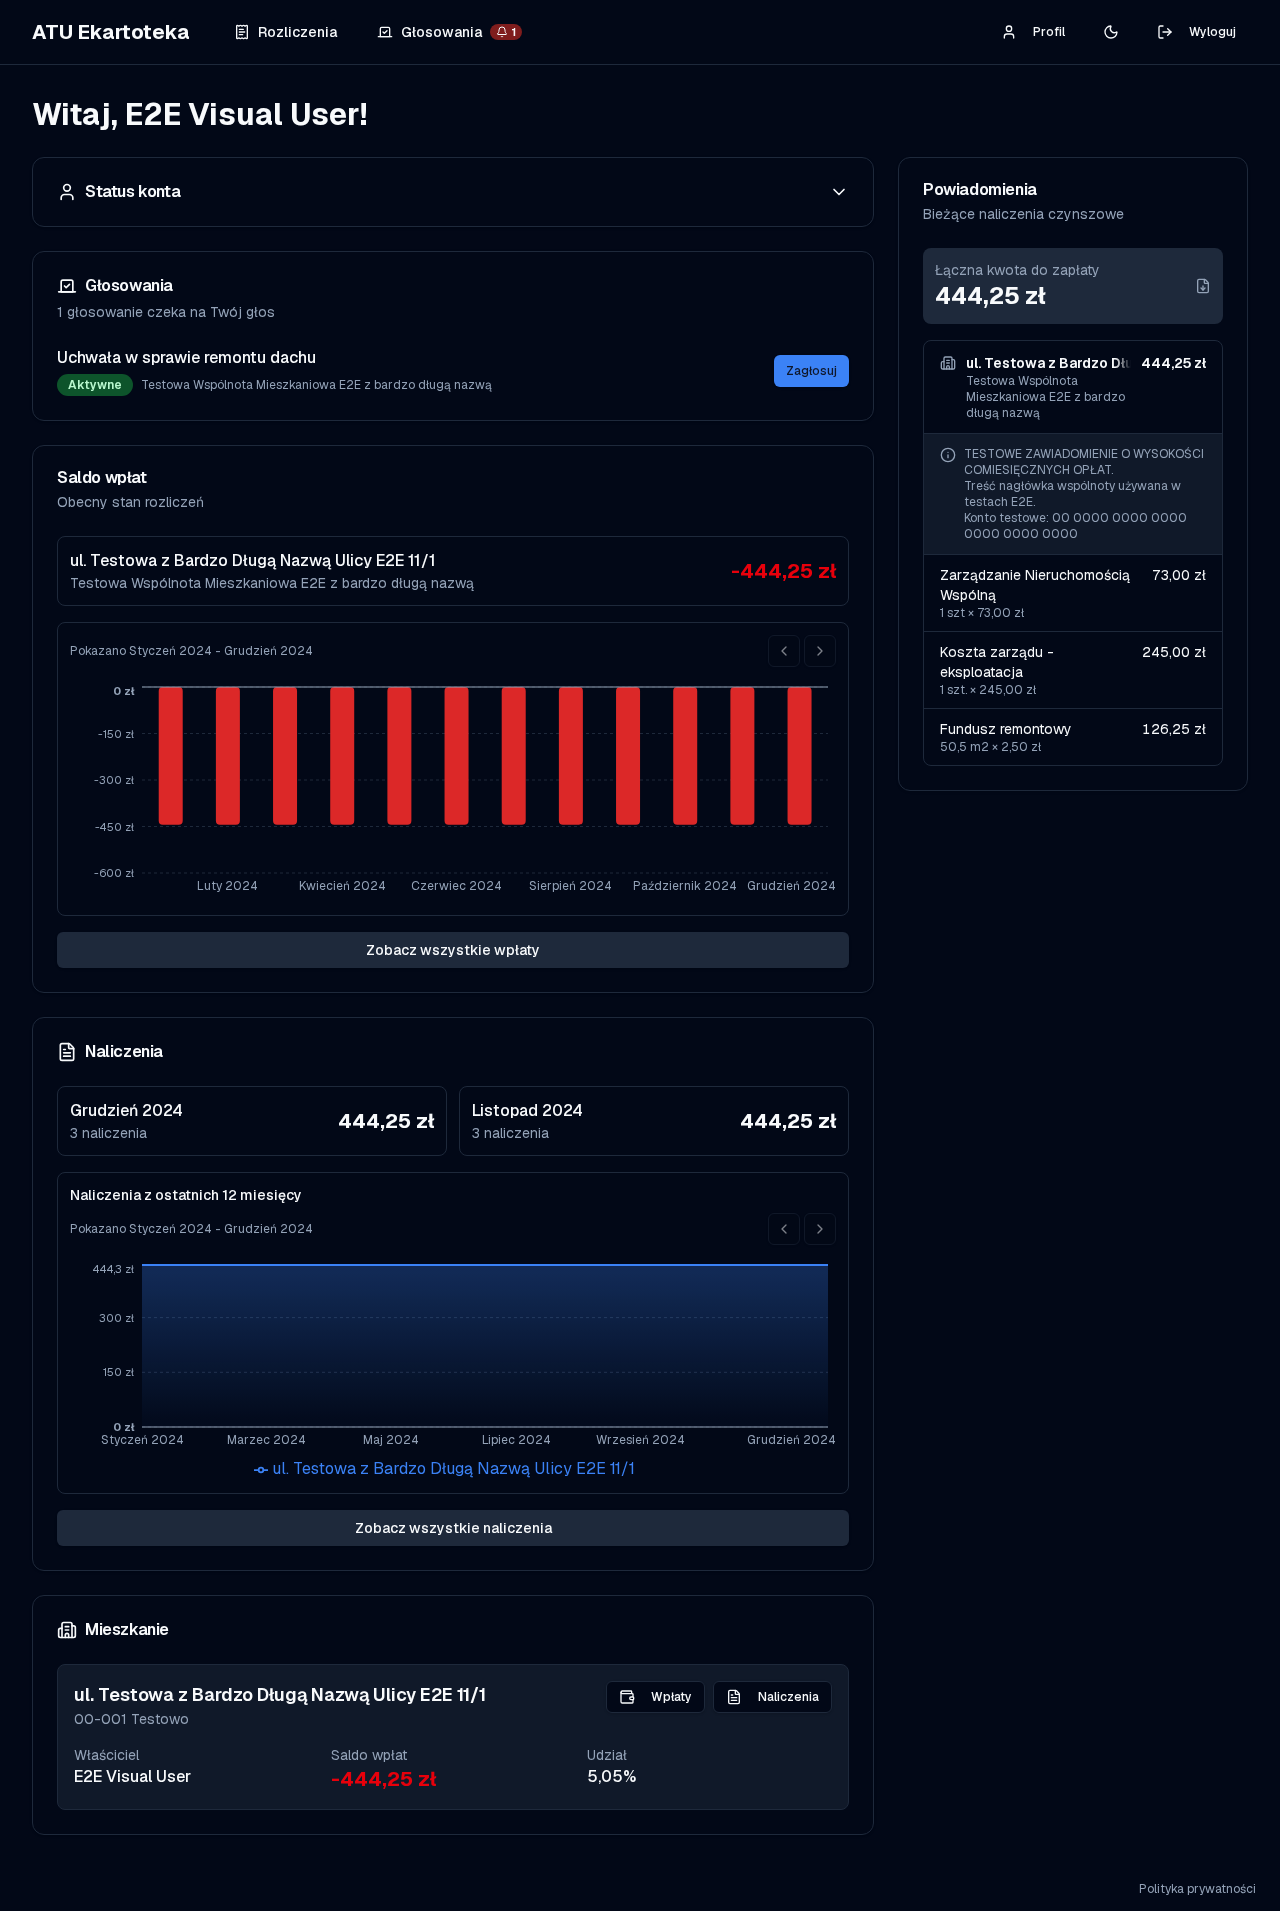 ATU Ekartoteka
Rozliczenia
Głosowania
1
Profil
Wyloguj
Witaj, E2E Visual User!
Status konta
Głosowania
1 głosowanie czeka na Twój głos
Uchwała w sprawie remontu dachu
Aktywne
Testowa Wspólnota Mieszkaniowa E2E z bardzo długą nazwą
Zagłosuj
Saldo wpłat
Obecny stan rozliczeń
ul. Testowa z Bardzo Długą Nazwą Ulicy E2E 11/1
Testowa Wspólnota Mieszkaniowa E2E z bardzo długą nazwą
-444,25 zł
Pokazano Styczeń 2024 - Grudzień 2024
0 zł
-150 zł
-300 zł
-450 zł
-600 zł
Luty 2024
Kwiecień 2024
Czerwiec 2024
Sierpień 2024
Październik 2024
Grudzień 2024
Zobacz wszystkie wpłaty
Naliczenia
Grudzień 2024
3 naliczenia
444,25 zł
Listopad 2024
3 naliczenia
444,25 zł
Naliczenia z ostatnich 12 miesięcy
Pokazano Styczeń 2024 - Grudzień 2024
444,3 zł
300 zł
150 zł
0 zł
Styczeń 2024
Marzec 2024
Maj 2024
Lipiec 2024
Wrzesień 2024
Grudzień 2024
ul. Testowa z Bardzo Długą Nazwą Ulicy E2E 11/1
Zobacz wszystkie naliczenia
Mieszkanie
ul. Testowa z Bardzo Długą Nazwą Ulicy E2E 11/1
00-001 Testowo
Wpłaty
Naliczenia
Właściciel
E2E Visual User
Saldo wpłat
-444,25 zł
Udział
5,05%
Powiadomienia
Bieżące naliczenia czynszowe
Łączna kwota do zapłaty
444,25 zł
ul. Testowa z Bardzo Dłu
444,25 zł
Testowa Wspólnota
Mieszkaniowa E2E z bardzo
długą nazwą
TESTOWE ZAWIADOMIENIE O WYSOKOŚCI
COMIESIĘCZNYCH OPŁAT.
Treść nagłówka wspólnoty używana w
testach E2E.
Konto testowe: 00 0000 0000 0000
0000 0000 0000
Zarządzanie Nieruchomością
Wspólną
73,00 zł
1 szt × 73,00 zł
Koszta zarządu -
eksploatacja
245,00 zł
1 szt. × 245,00 zł
Fundusz remontowy
126,25 zł
50,5 m2 × 2,50 zł
Polityka prywatności